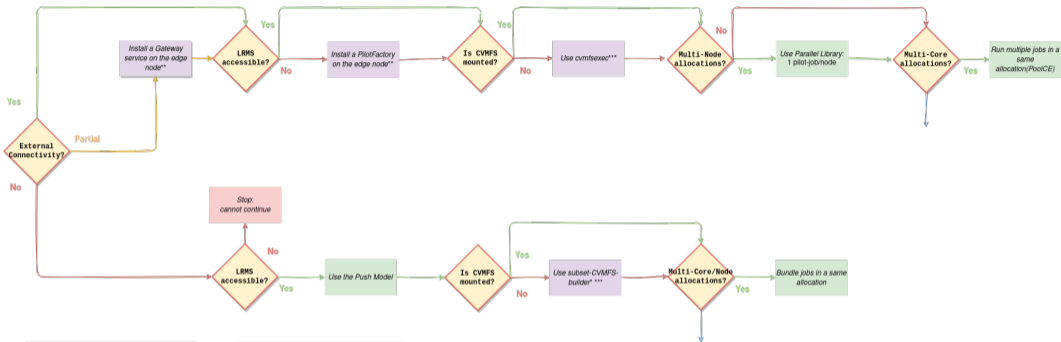 Yes
Yes
Yes
No
Install a Gateway
service on the edge
node**
LRMS
accessible?
No
Install a PilotFactory
on the edge node**
Is CVMFS
mounted?
No
Use cvmfsexec***
Multi-Node
allocations?
Yes
Use Parallel Library:
1 pilot-job/node
Multi-Core
allocations?
Yes
Run multiple jobs in a
same
allocation(PoolCE)
Yes
External
Connectivity?
Partial
No
Stop:
cannot continue
No
LRMS
accessible?
Yes
Use the Push Model
Is CVMFS
mounted?
Yes
No
Use subset-CVMFS-
builder* ***
Multi-Core/Node
allocations?
Yes
Bundle jobs in a same
allocation